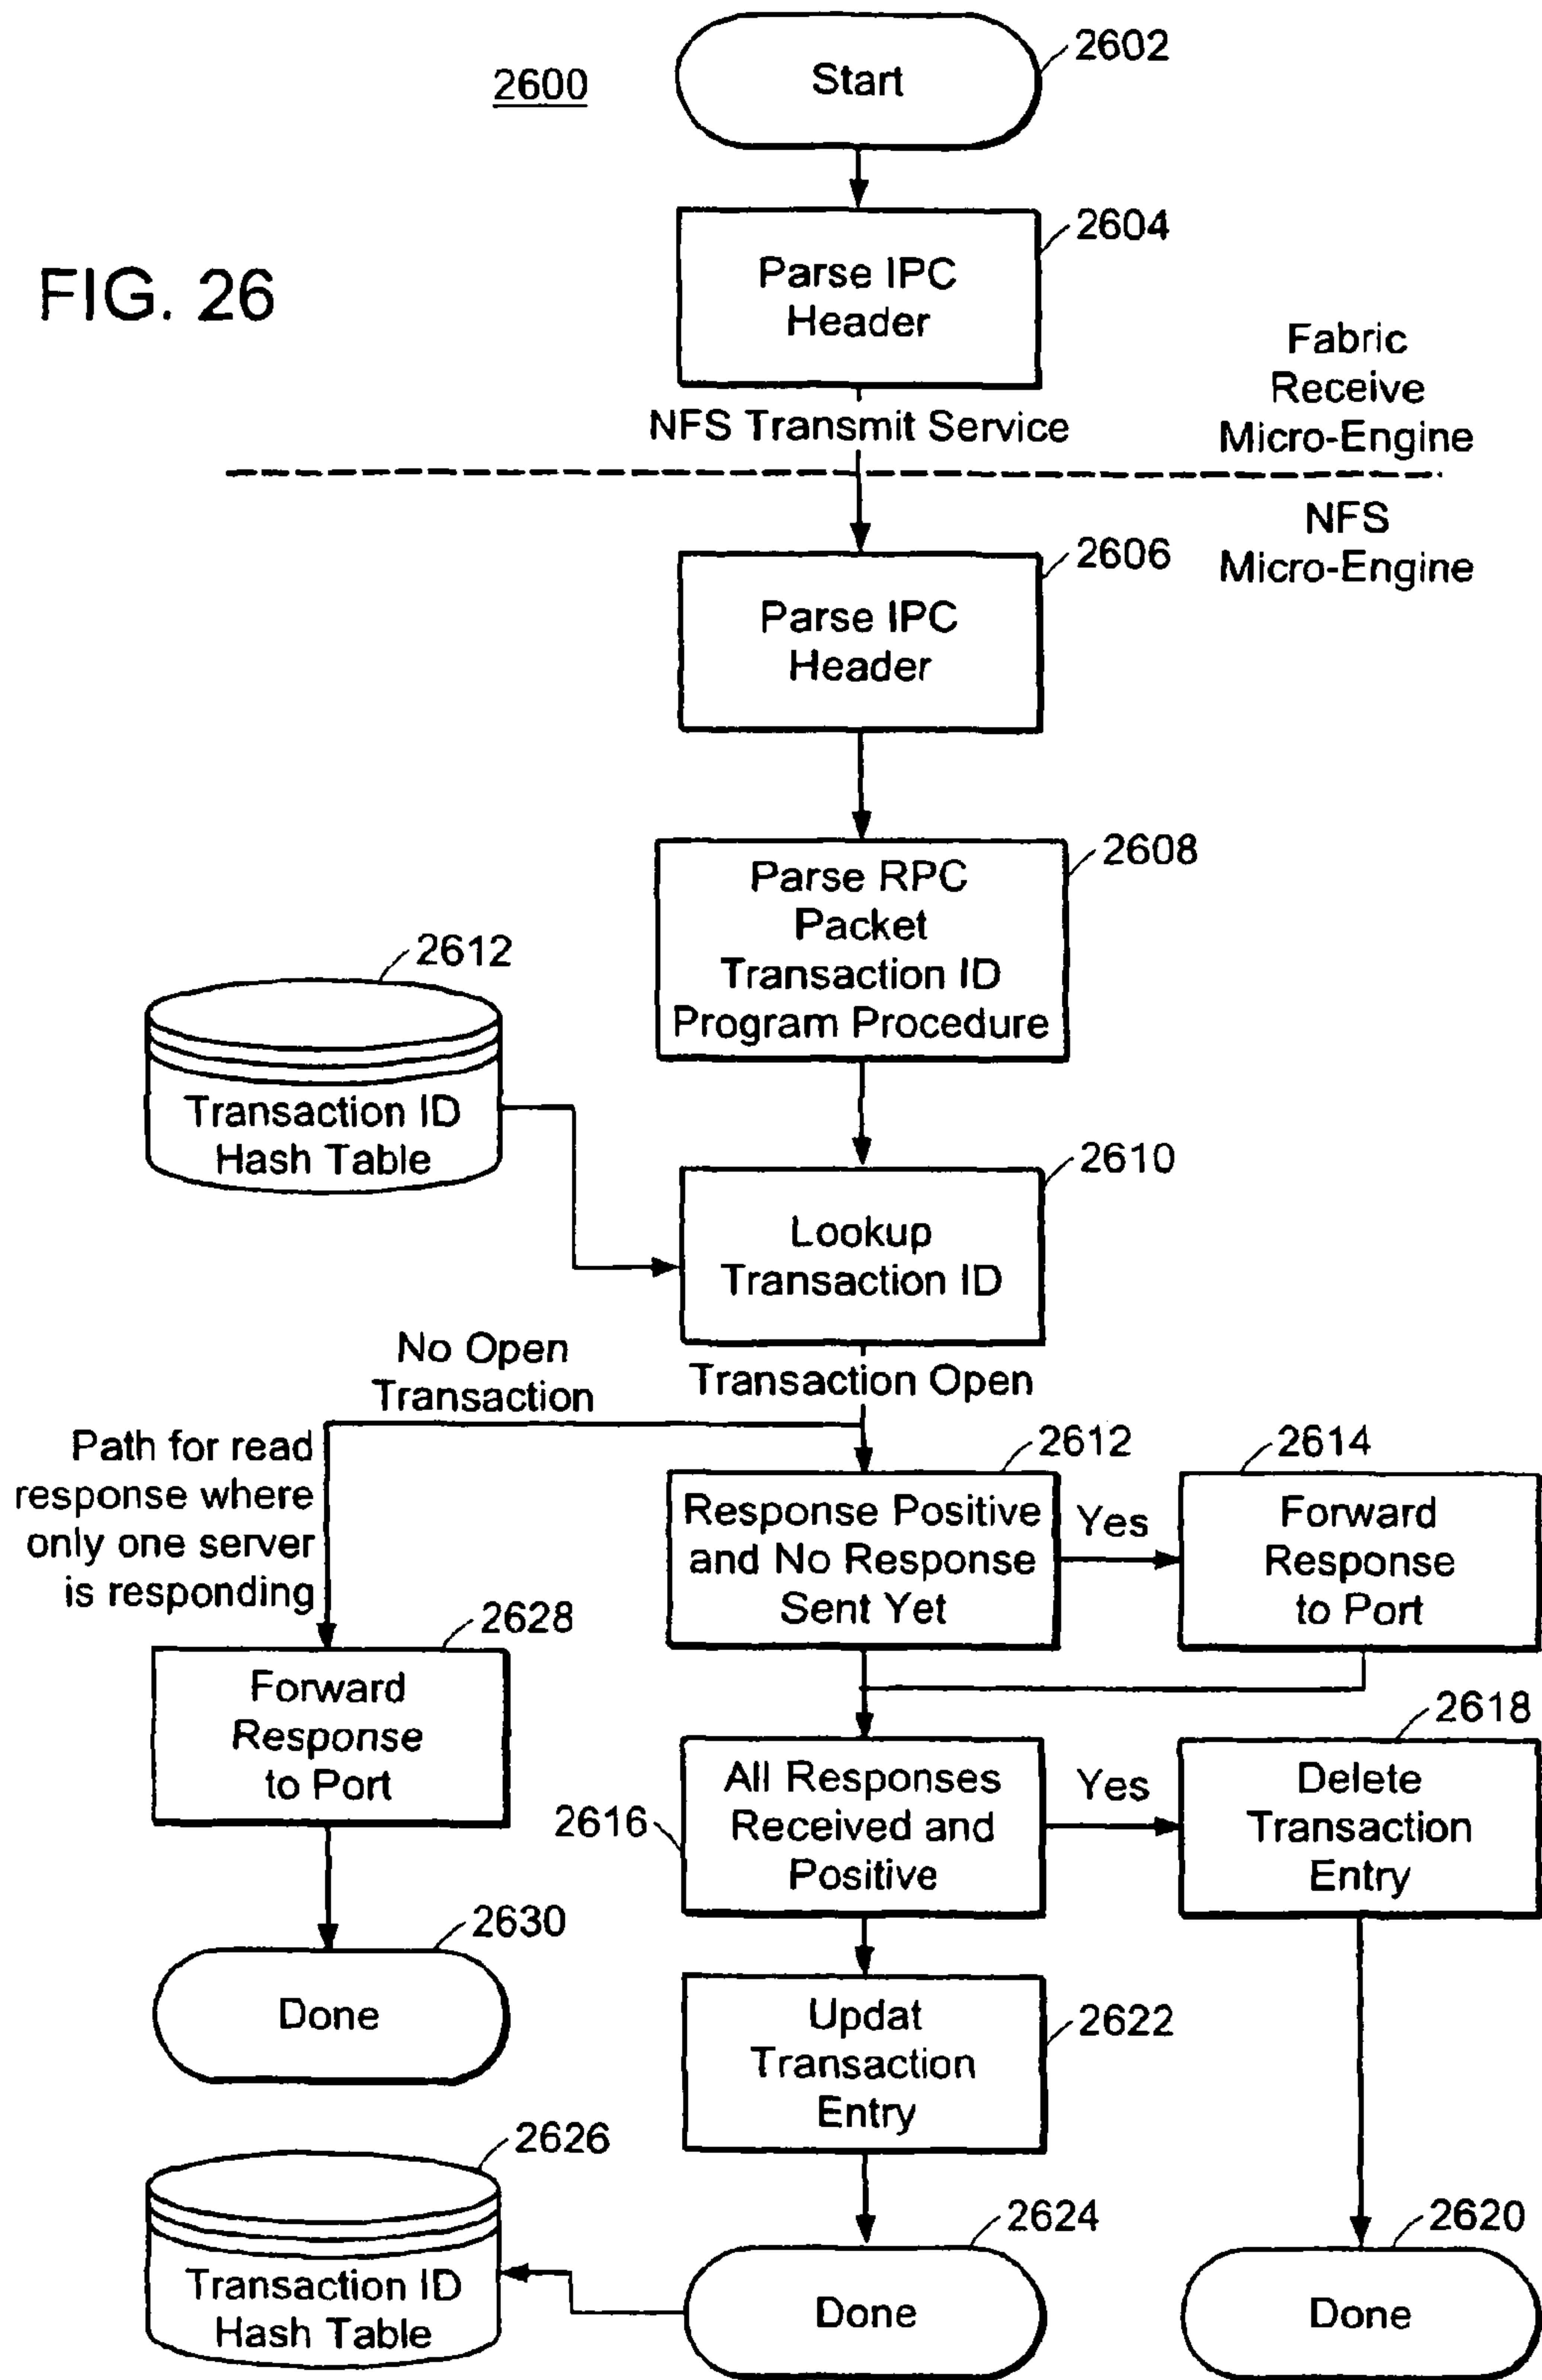 2600
Start
2602
FIG. 26
Parse IPC
Header
2604
NFS Transmit Service
Fabric
Receive
Micro-Engine
NFS
Micro-Engine
Parse IPC
Header
2606
Parse RPC
Packet
Transaction ID
Program Procedure
2608
2612
Transaction ID
Hash Table
Lookup
Transaction ID
2610
No Open
Transaction
Transaction Open
Path for read
response where
only one server
is responding
Response Positive
and No Response
Sent Yet
2612
Yes
Forward
Response
to Port
2614
Forward
Response
to Port
2628
All Responses
Received and
Positive
2616
Yes
Delete
Transaction
Entry
2618
Done
2630
Updat
Transaction
Entry
2622
Transaction ID
Hash Table
2626
Done
2624
Done
2620